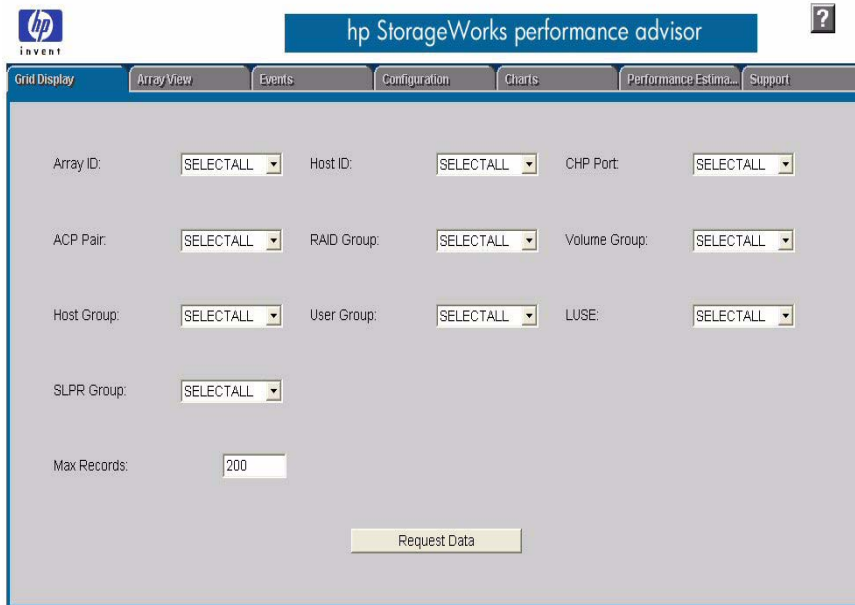 hp
invent
hp StorageWorks performance advisor
?
Grid Display Array View Events Configuration Charts Performance Estima... Support
Array ID: SELECTALL Host ID: SELECTALL CHP Port: SELECTALL
ACP Pair: SELECTALL RAID Group: SELECTALL Volume Group: SELECTALL
Host Group: SELECTALL User Group: SELECTALL LUSE: SELECTALL
SLPR Group: SELECTALL
Max Records: 200
Request Data